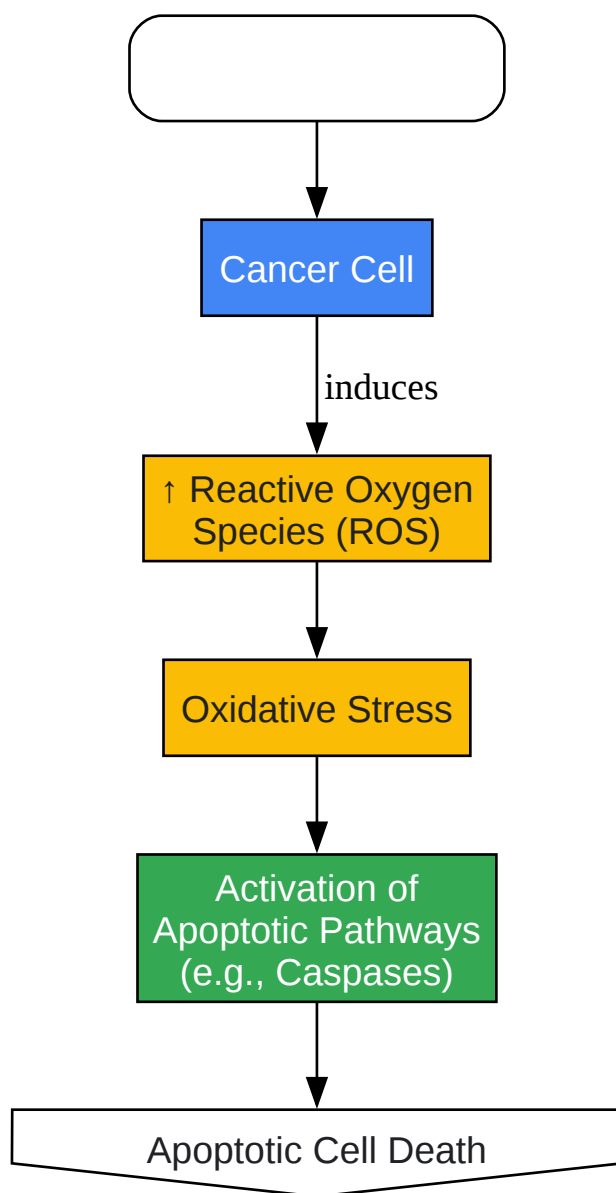 Cancer Cell
induces
↑ Reactive Oxygen
Species (ROS)
Oxidative Stress
Activation of
Apoptotic Pathways
(e.g., Caspases)
Apoptotic Cell Death